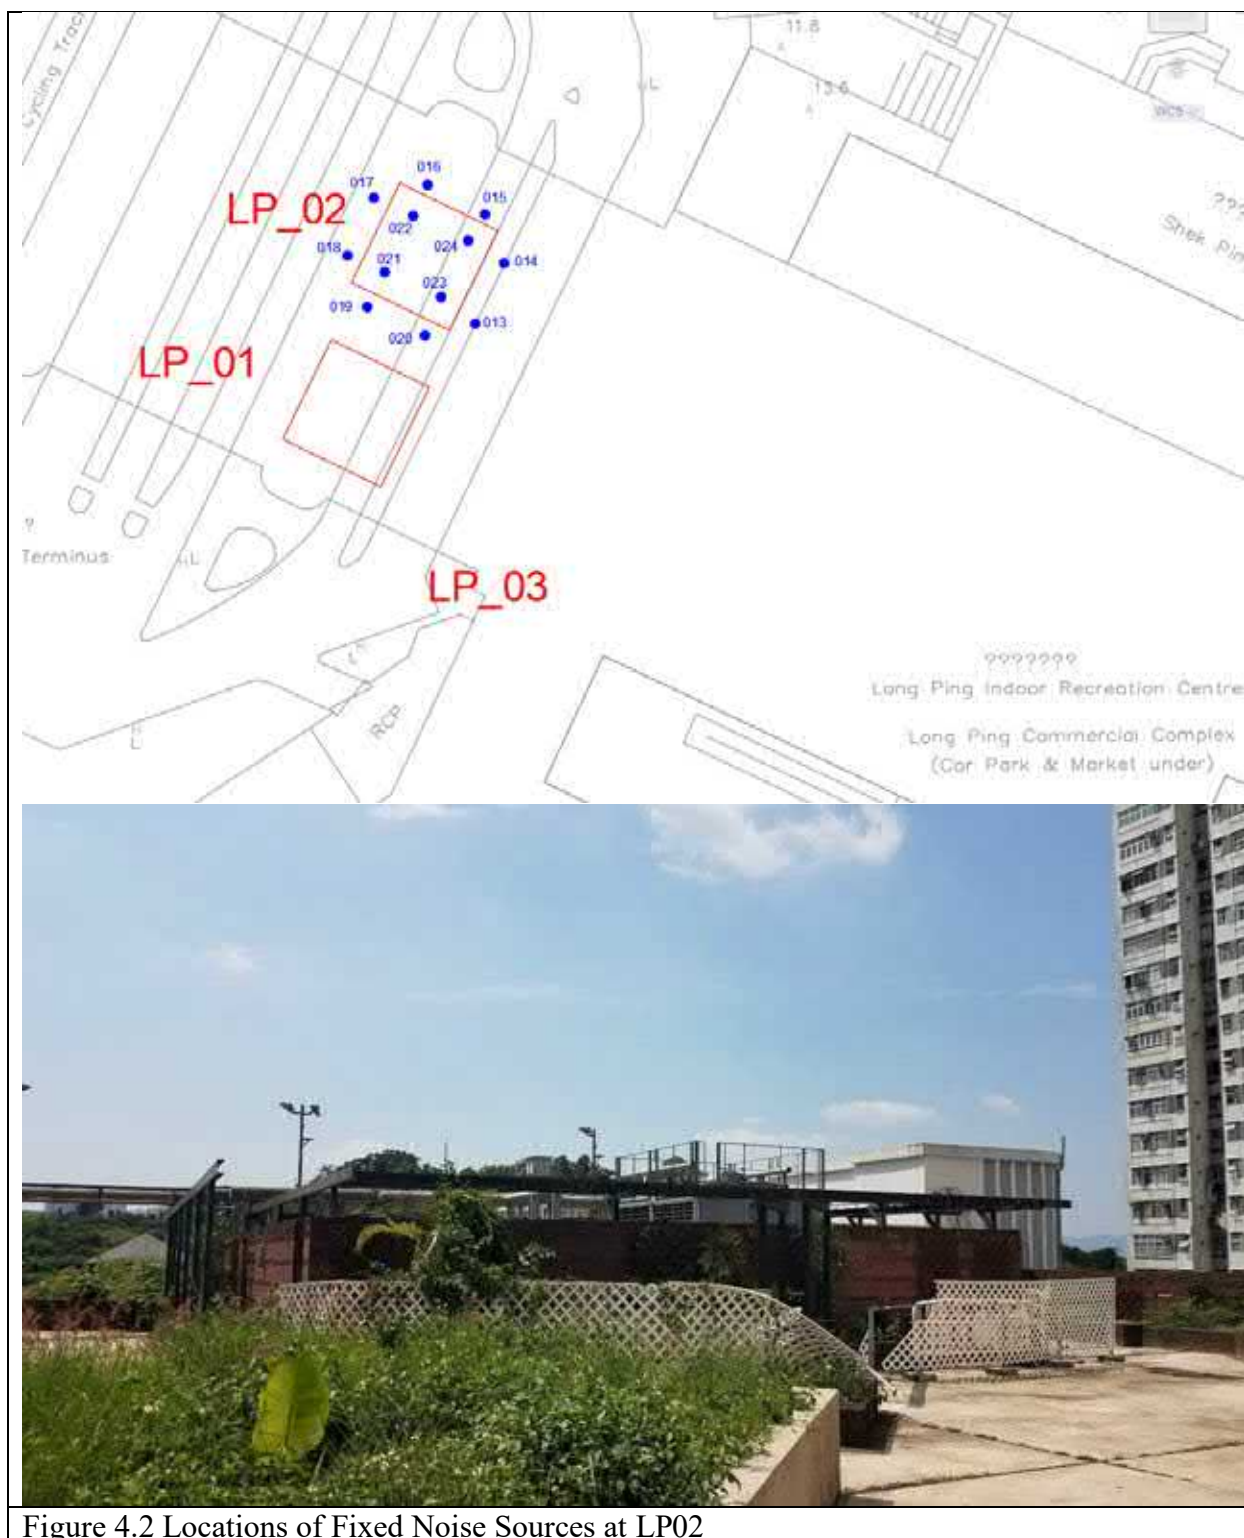 Cycling Track
11.6
13.6
WCS
???
Shek Pin
016
017
015
LP_02
022
024
018
014
021
023
019
013
020
LP_01
?
Terminus
LP_03
RCP
???????
Long Ping Indoor Recreation Centre
Long Ping Commercial Complex
(Car Park & Market under)
Figure 4.2 Locations of Fixed Noise Sources at LP02